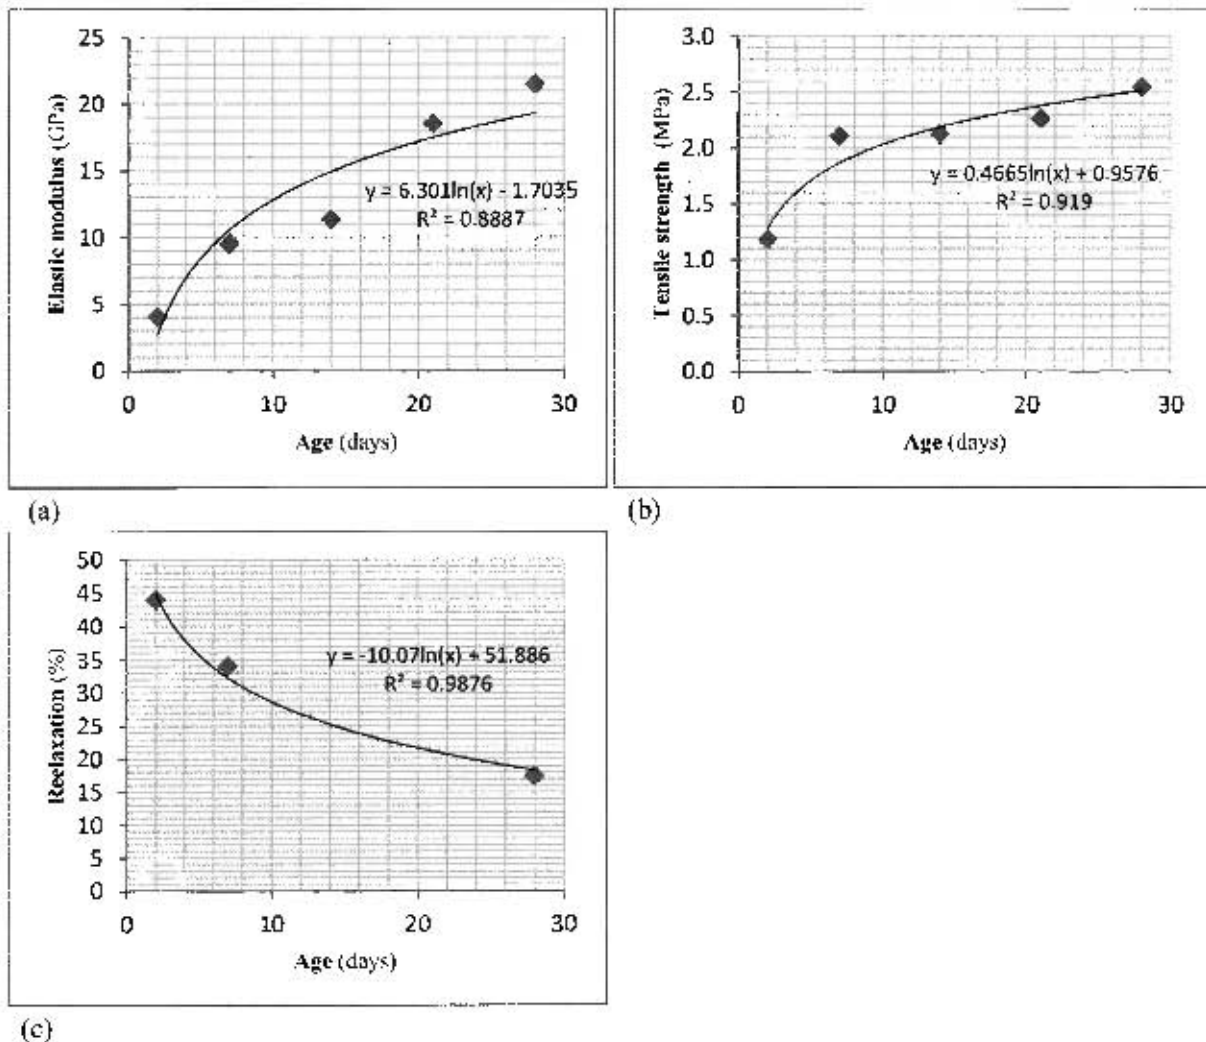 Elastic modulus (GPa)
25
20
15
10
5
0
y = 6.301ln(x) - 1.7035
R² = 0.8887
0 10 20 30
Age (days)
(a)
Tensile strength (MPa)
3.0
2.5
2.0
1.5
1.0
0.5
0.0
y = 0.4665ln(x) + 0.9576
R² = 0.919
0 10 20 30
Age (days)
(b)
Reelaxation (%)
50
45
40
35
30
25
20
15
10
5
0
y = -10.07ln(x) + 51.886
R² = 0.9876
0 10 20 30
Age (days)
(c)